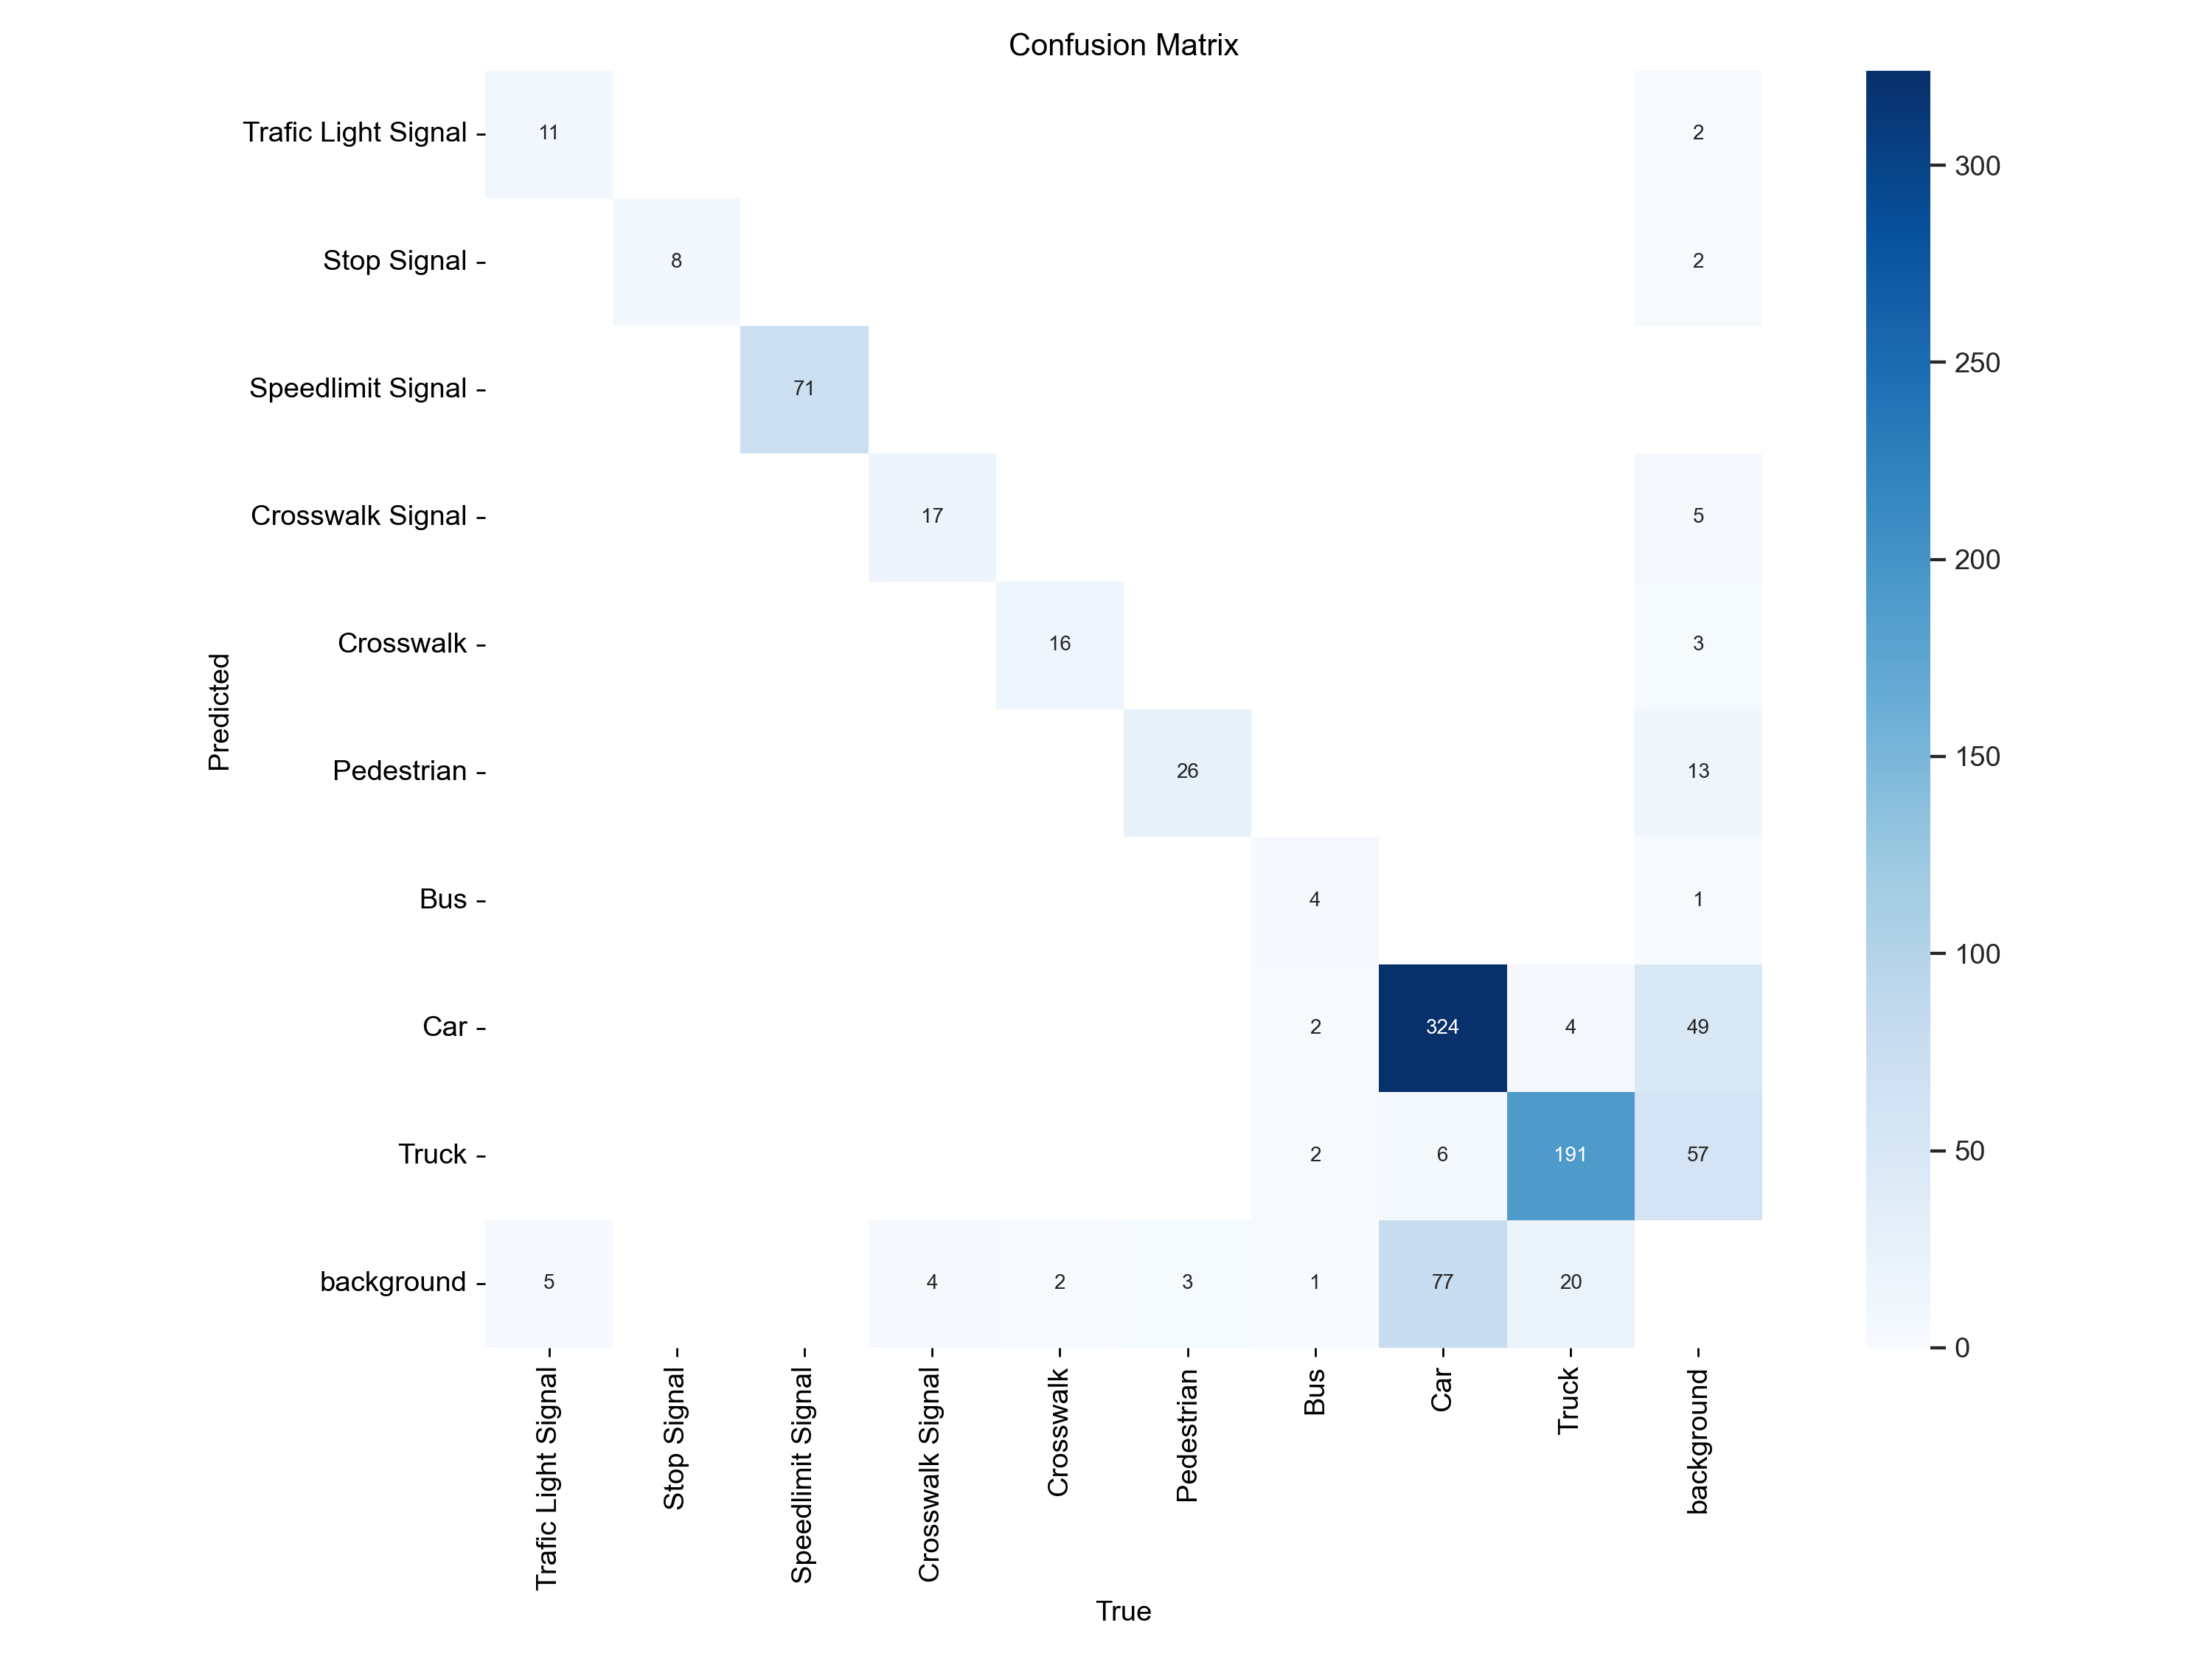 Confusion Matrix
Trafic Light Signal 11 2
Stop Signal 8 2
Speedlimit Signal 71
Crosswalk Signal 17 5
Crosswalk 16 3
Pedestrian 26 13
Bus 4 1
Car 2 324 4 49
Truck 2 6 191 57
background 5 4 2 3 1 77 20
Predicted
Trafic Light Signal
Stop Signal
Speedlimit Signal
Crosswalk Signal
Crosswalk
Pedestrian
Bus
Car
Truck
background
True
300
250
200
150
100
50
0